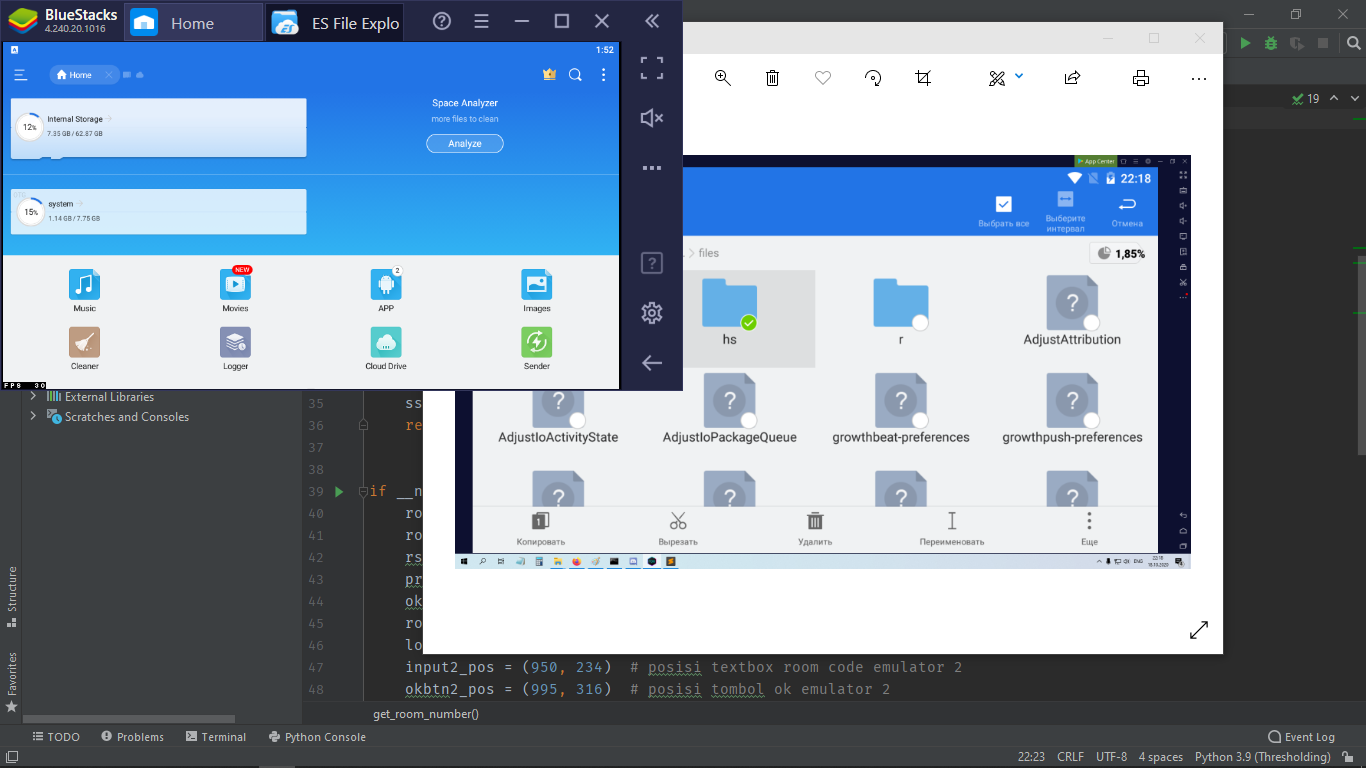 BlueStacks
4.240.20.1016
Home
ES File Explo
1:52
Home
Space Analyzer
more files to clean
Analyze
12%
Internal Storage
7.35 GB / 62.87 GB
15%
system
1.14 GB / 7.75 GB
NEW
2
Music
Movies
APP
Images
Cleaner
Logger
Cloud Drive
Sender
FPS 30
19
App Center
22:18
Выбрать все
Выберите
интервал
Отмена
files
1,85%
hs
r
AdjustAttribution
AdjustIoActivityState
AdjustIoPackageQueue
growthbeat-preferences
growthpush-preferences
1
Копировать
Вырезать
Удалить
Переименовать
Еще
ENG
22:18
18.10.2020
External Libraries
Scratches and Consoles
Structure
Favorites
35 ss
36 re
37
38
39 if __n
40 ro
41 ro
42 rs
43 pr
44 ok
45 ro
46 lo
47 input2_pos = (950, 234) # posisi textbox room code emulator 2
48 okbtn2_pos = (995, 316) # posisi tombol ok emulator 2
get_room_number()
TODO
Problems
Terminal
Python Console
Event Log
22:23 CRLF UTF-8 4 spaces Python 3.9 (Thresholding)